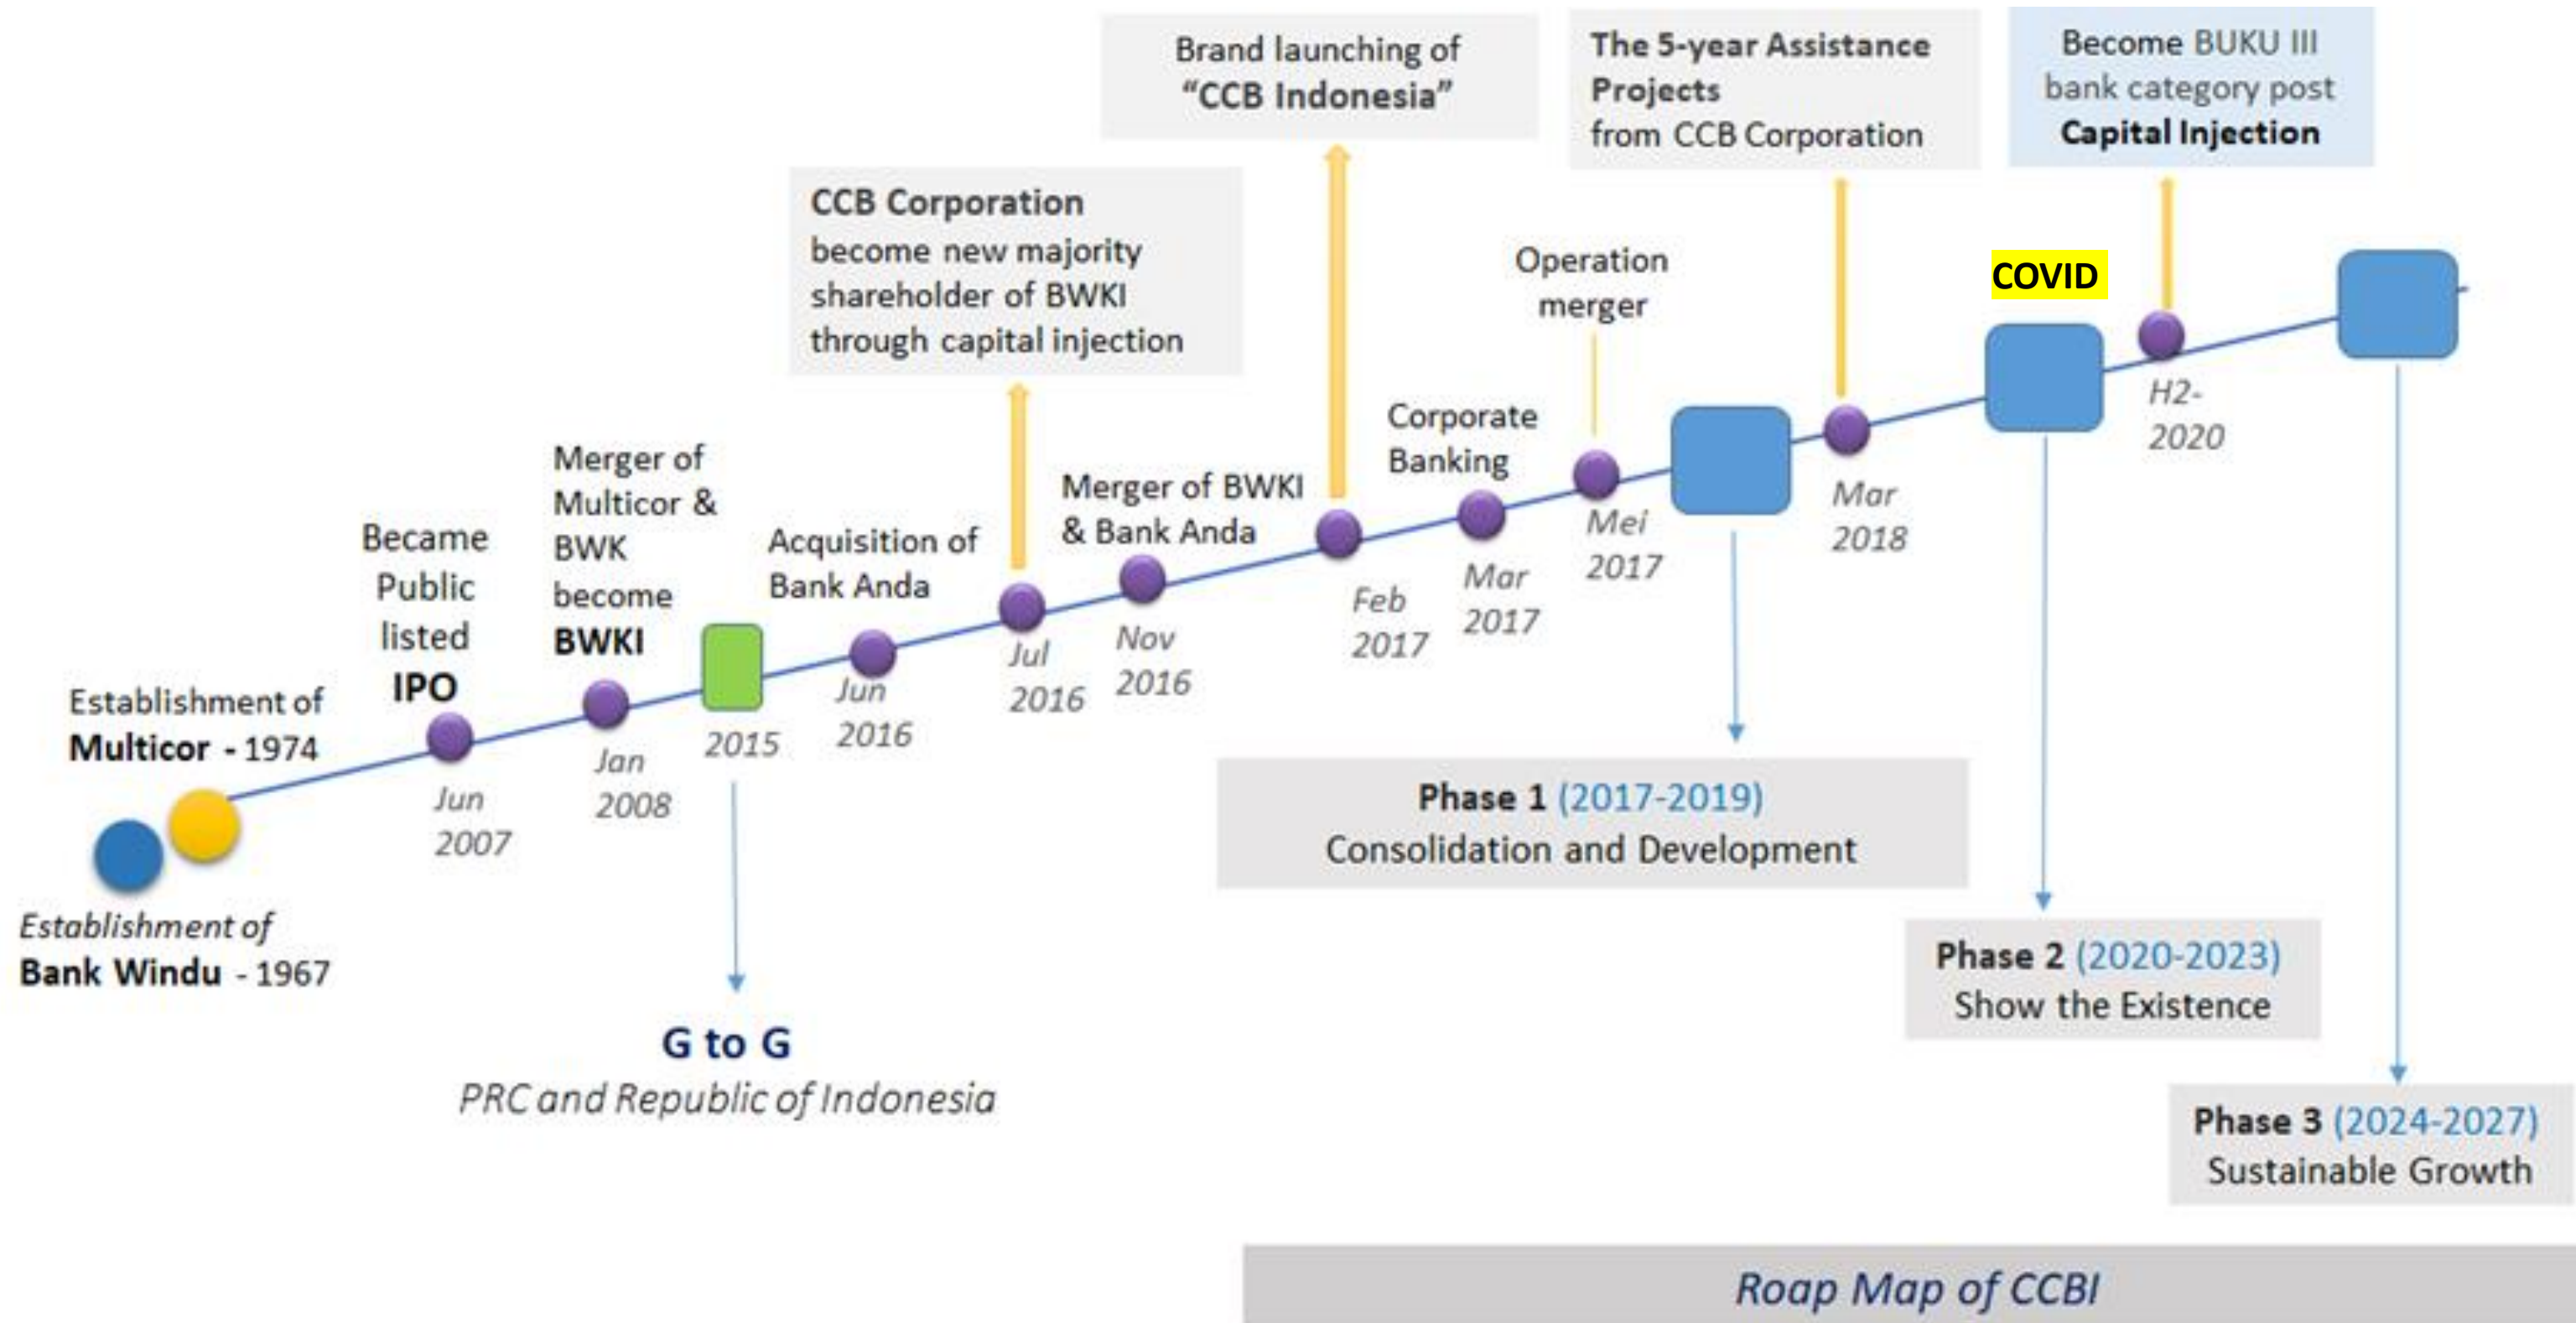 Brand launching of
“CCB Indonesia”
The 5-year Assistance
Projects
from CCB Corporation
Become BUKU III
bank category post
Capital Injection
CCB Corporation
become new majority
shareholder of BWKI
through capital injection
Operation
merger
COVID
Establishment of
Multicor - 1974
Became
Public
listed
IPO
Merger of
Multicor &
BWK
become
BWKI
Acquisition of
Bank Anda
Merger of BWKI
& Bank Anda
Corporate
Banking
Jun
2007
Jan
2008
2015
Jun
2016
Jul
2016
Nov
2016
Feb
2017
Mar
2017
Mei
2017
Mar
2018
H2-
2020
Establishment of
Bank Windu - 1967
G to G
PRC and Republic of Indonesia
Phase 1 (2017-2019)
Consolidation and Development
Phase 2 (2020-2023)
Show the Existence
Phase 3 (2024-2027)
Sustainable Growth
Roap Map of CCBI